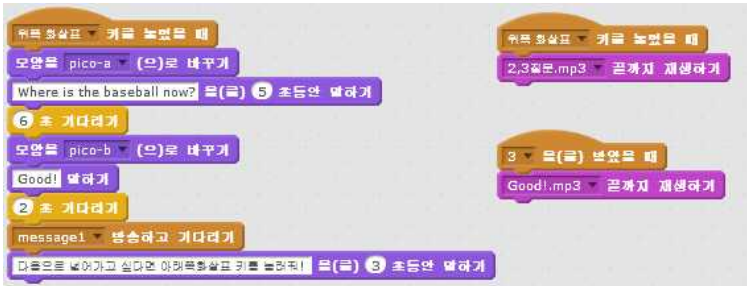 위쪽 화살표 키를 눌렀을 때
모양을 pico-a (으)로 바꾸기
Where is the baseball now? 을(를) 5 초동안 말하기
6 초 기다리기
모양을 pico-b (으)로 바꾸기
Good! 말하기
2 초 기다리기
message1 방송하고 기다리기
다음으로 넘어가고 싶다면 아래쪽화살표 키를 눌러줘! 을(를) 3 초동안 말하기
위쪽 화살표 키를 눌렀을 때
2,3질문.mp3 끝까지 재생하기
3 을(를) 받았을 때
Good!.mp3 끝까지 재생하기